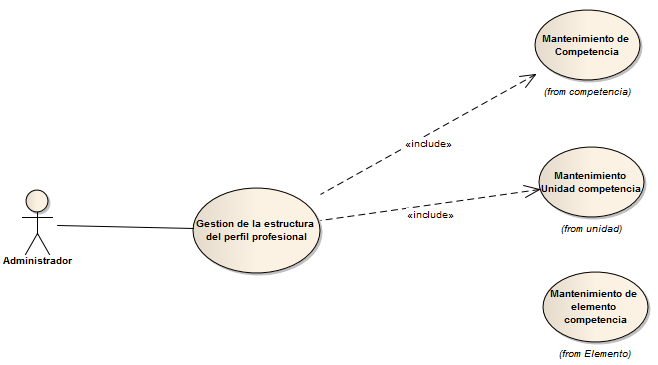 Mantenimiento de
Competencia
(from competencia)
«include»
Mantenimiento
Unidad competencia
«include»
(from unidad)
Gestion de la estructura
del perfil profesional
Administrador
Mantenimiento de
elemento
competencia
(from Elemento)